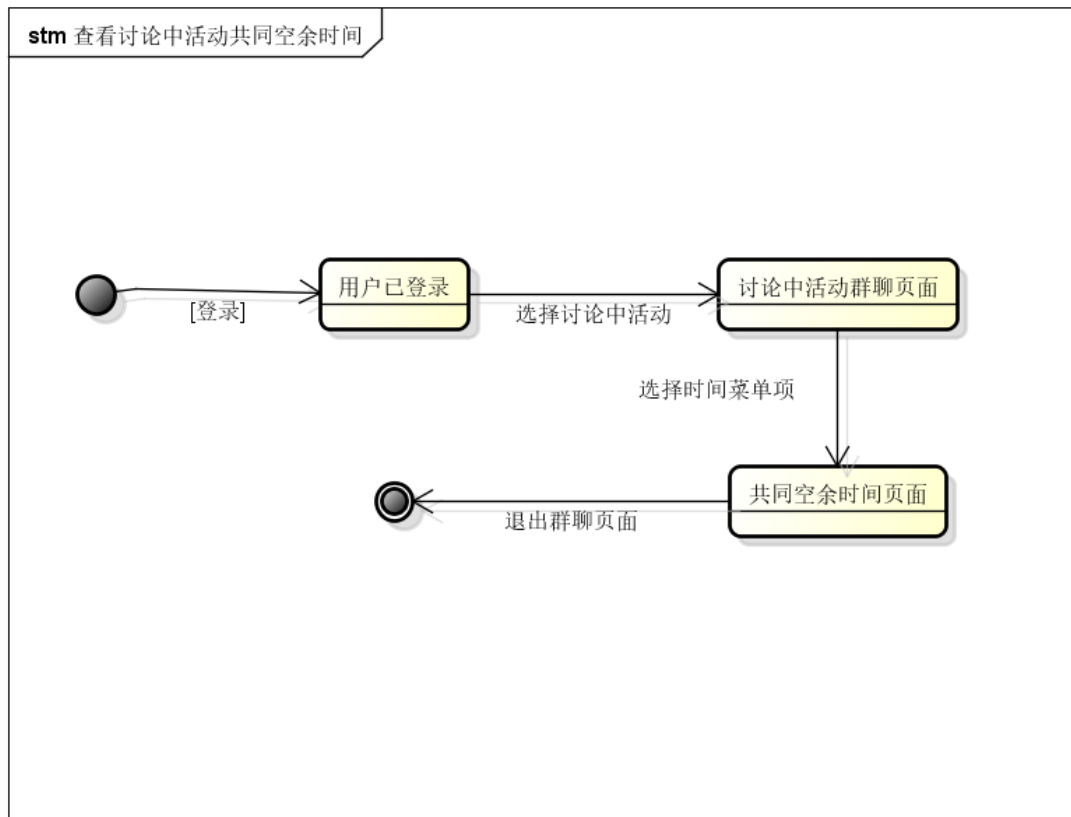 stm 查看讨论中活动共同空余时间
用户已登录
讨论中活动群聊页面
[登录]
选择讨论中活动
选择时间菜单项
共同空余时间页面
退出群聊页面